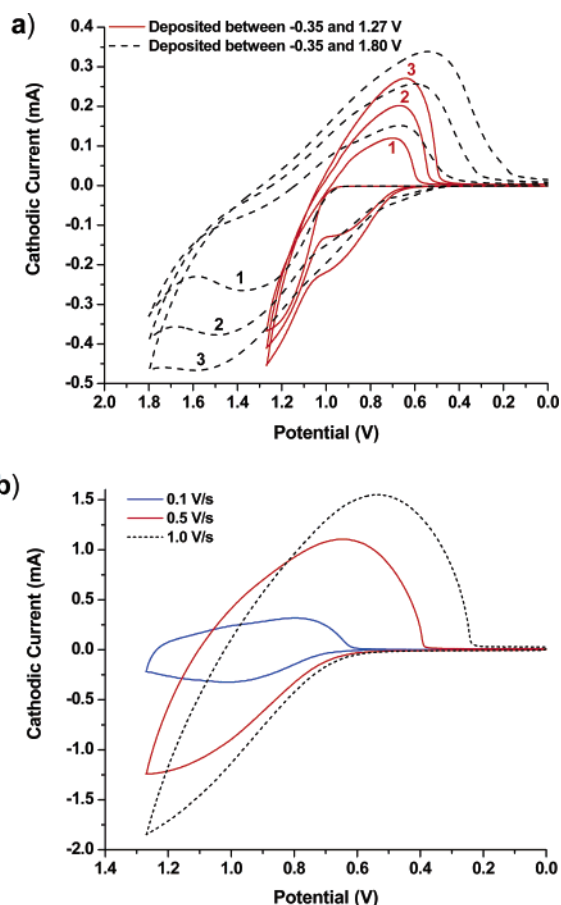 a)
Deposited between -0.35 and 1.27 V
Deposited between -0.35 and 1.80 V
0.4
0.3
0.2
0.1
0.0
-0.1
-0.2
-0.3
-0.4
-0.5
3
2
1
1
2
3
2.0 1.8 1.6 1.4 1.2 1.0 0.8 0.6 0.4 0.2 0.0
Cathodic Current (mA)
Potential (V)
b)
0.1 V/s
0.5 V/s
1.0 V/s
1.5
1.0
0.5
0.0
-0.5
-1.0
-1.5
-2.0
1.4 1.2 1.0 0.8 0.6 0.4 0.2 0.0
Cathodic Current (mA)
Potential (V)